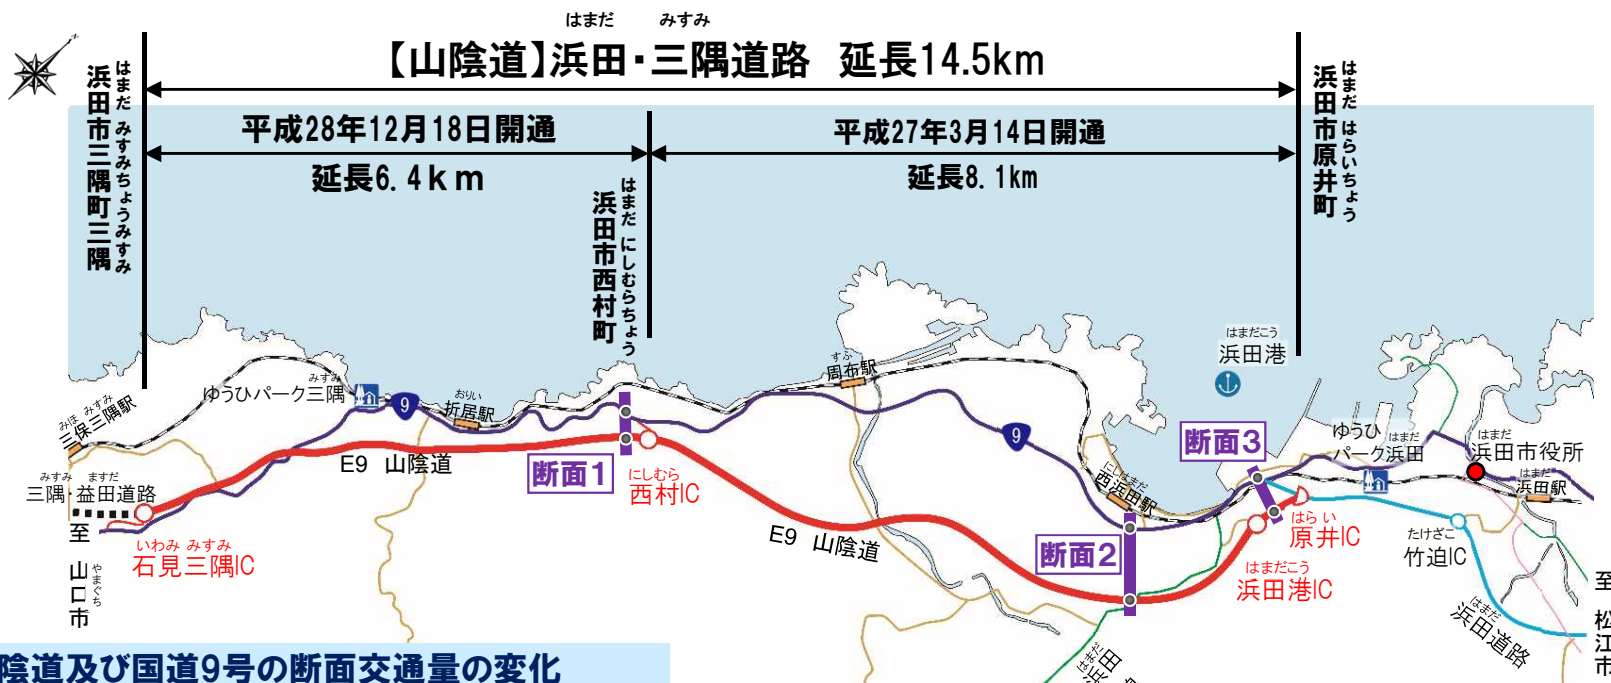 はまだ みすみ
【山陰道】浜田・三隅道路 延長14.5km
平成28年12月18日開通
延長6.4km
平成27年3月14日開通
延長8.1km
はまだ みすみちょうみすみ
浜田市三隅町三隅
はまだ にしむらちょう
浜田市西村町
はまだ はらいちょう
浜田市原井町
はまだこう
浜田港
すふ
周布駅
みすみ
ゆうひパーク三隅
9
おりい
折居駅
みほ みすみ
三保三隅駅
E9 山陰道
断面1
にしむら
西村IC
みすみ ますだ
三隅・益田道路
至 山口市
やまぐち
いわみ みすみ
石見三隅IC
E9 山陰道
9
にしはまだ
西浜田駅
断面2
断面3
ゆうひ
はまだ
パーク浜田
はまだ
浜田市役所
はまだ
浜田駅
はらい
原井IC
はまだこう
浜田港IC
たけざこ
竹迫IC
はまだ
浜田道路
至 松江市
はまだ
浜田
陰道及び国道9号の断面交通量の変化